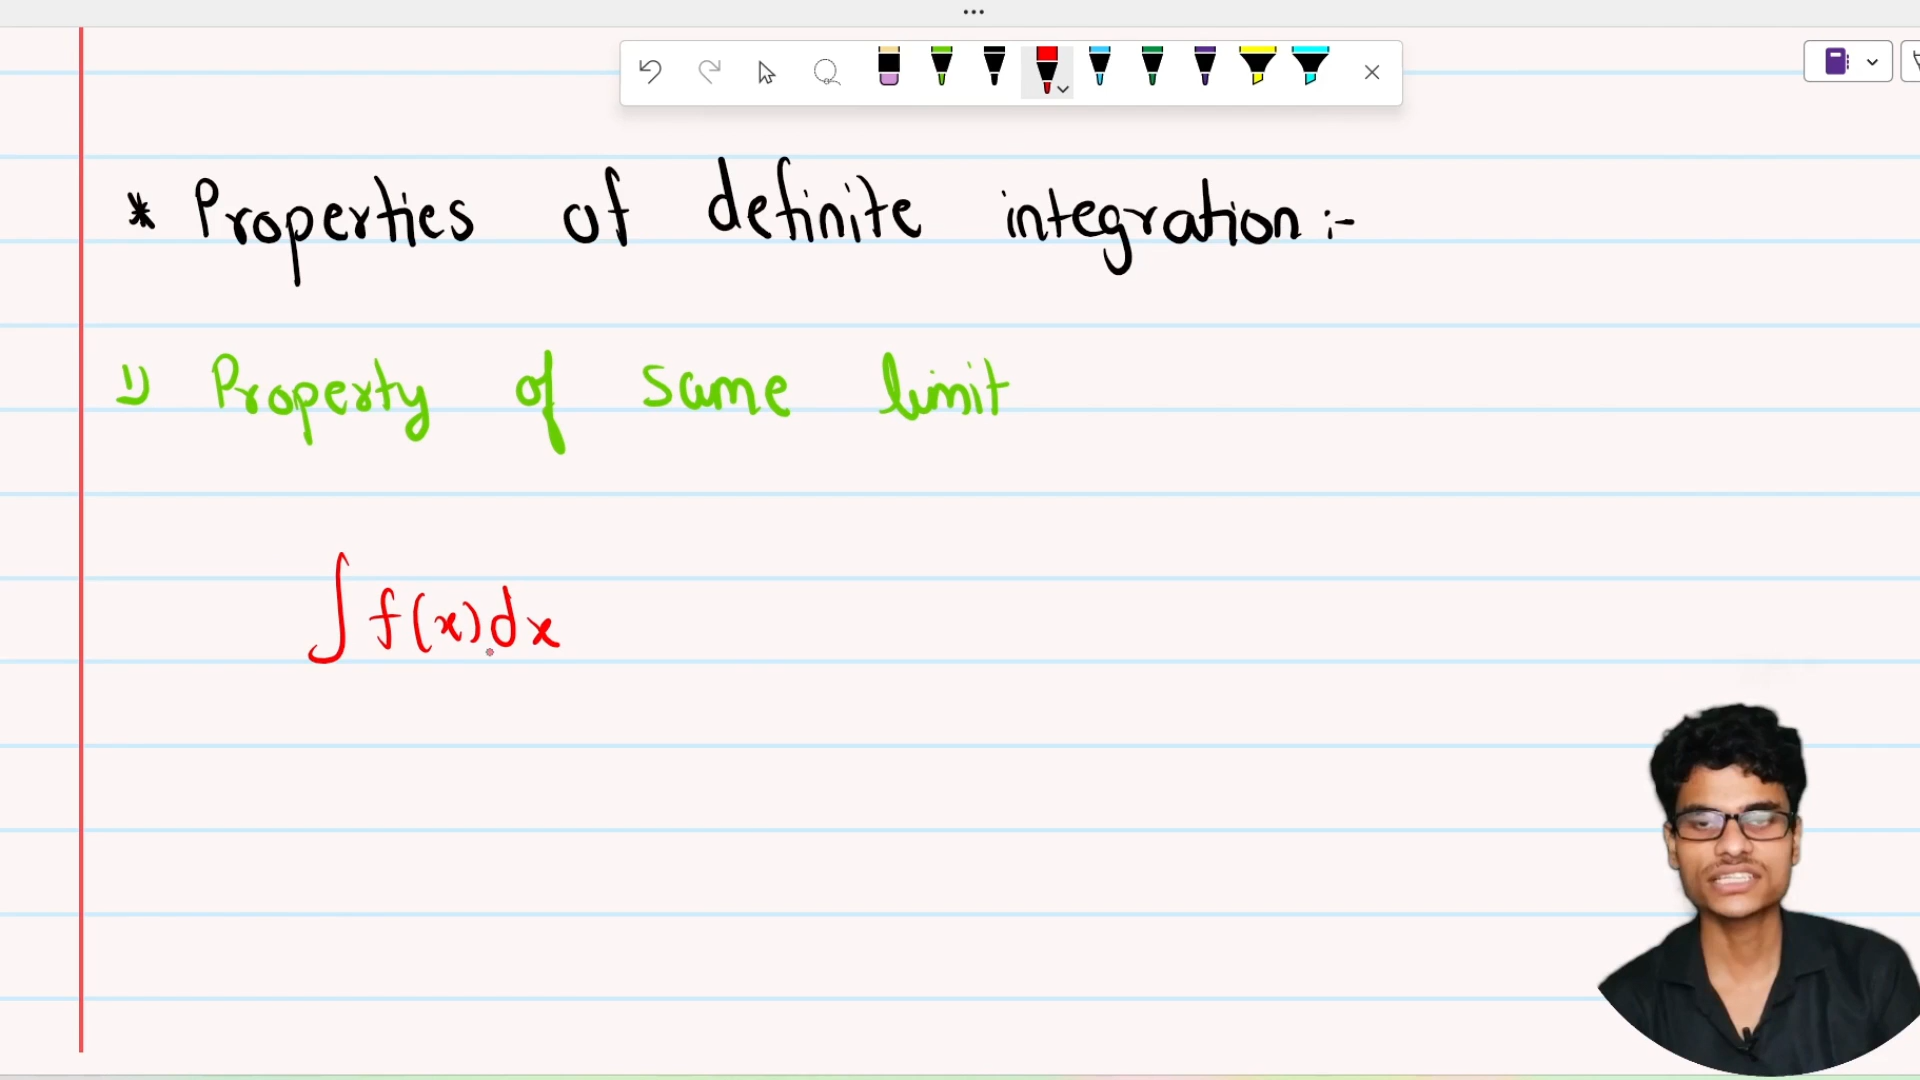 * Properties of definite integration :-
1) Property of same limit
∫ f(x) dx